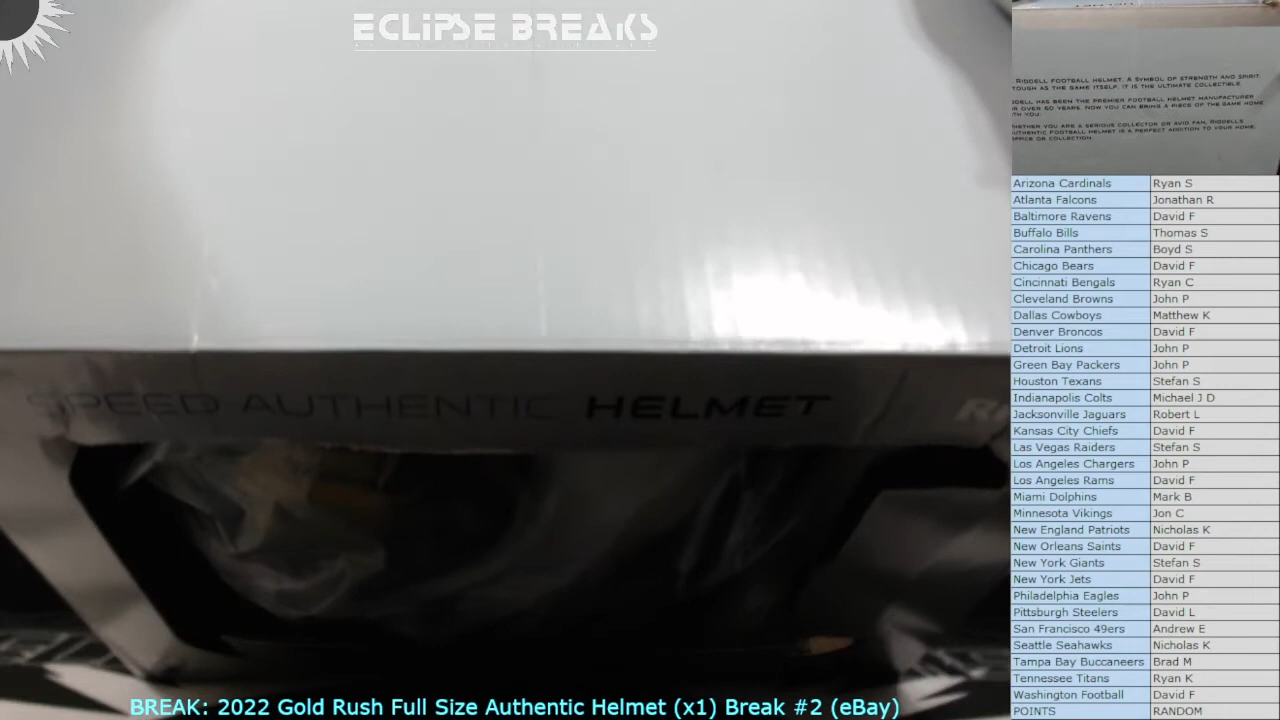 ECLIPSE BREAKS
RIDDELL FOOTBALL HELMET. A SYMBOL OF STRENGTH AND SPIRIT.
TOUGH AS THE GAME ITSELF, IT IS THE ULTIMATE COLLECTIBLE.
HAS BEEN THE PREMIER FOOTBALL HELMET MANUFACTURER
OVER 60 YEARS. NOW YOU CAN BRING A PIECE OF THE GAME HOME
YOU.
YOU ARE A SERIOUS COLLECTOR OR AVID FAN, RIDDELL'S
AUTHENTIC FOOTBALL HELMET IS A PERFECT ADDITION TO YOUR HOME,
OFFICE OR COLLECTION.
SPEED AUTHENTIC HELMET
Arizona Cardinals Ryan S
Atlanta Falcons Jonathan R
Baltimore Ravens David F
Buffalo Bills Thomas S
Carolina Panthers Boyd S
Chicago Bears David F
Cincinnati Bengals Ryan C
Cleveland Browns John P
Dallas Cowboys Matthew K
Denver Broncos David F
Detroit Lions John P
Green Bay Packers John P
Houston Texans Stefan S
Indianapolis Colts Michael J D
Jacksonville Jaguars Robert L
Kansas City Chiefs David F
Las Vegas Raiders Stefan S
Los Angeles Chargers John P
Los Angeles Rams David F
Miami Dolphins Mark B
Minnesota Vikings Jon C
New England Patriots Nicholas K
New Orleans Saints David F
New York Giants Stefan S
New York Jets David F
Philadelphia Eagles John P
Pittsburgh Steelers David L
San Francisco 49ers Andrew E
Seattle Seahawks Nicholas K
Tampa Bay Buccaneers Brad M
Tennessee Titans Ryan K
Washington Football David F
POINTS RANDOM
BREAK: 2022 Gold Rush Full Size Authentic Helmet (x1) Break #2 (eBay)